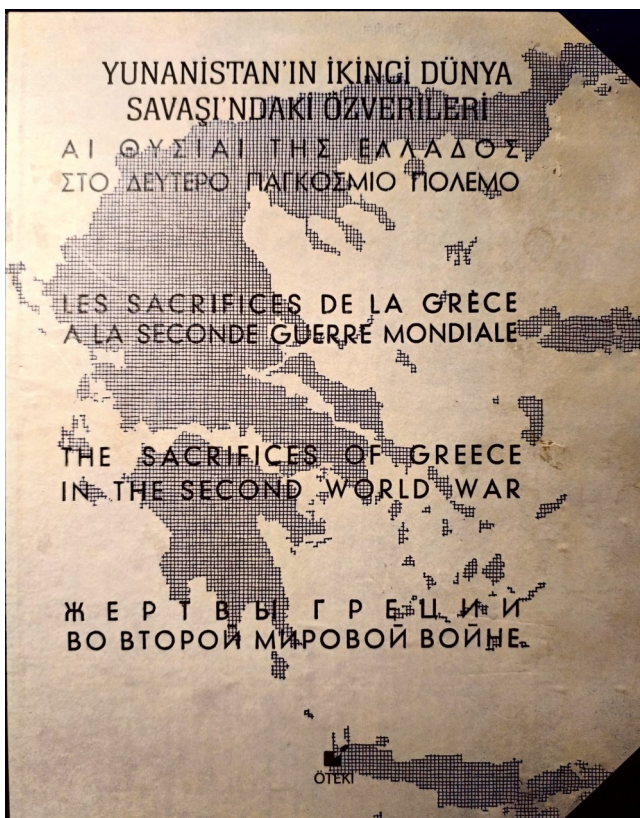 YUNANİSTAN'IN İKİNCİ DÜNYA
SAVAŞI'NDAKİ ÖZVERİLERİ
ΑΙ ΘΥΣΙΑΙ ΤΗΣ ΕΛΛΑΔΟΣ
ΣΤΟ ΔΕΥΤΕΡΟ ΠΑΓΚΟΣΜΙΟ ΠΟΛΕΜΟ
LES SACRIFICES DE LA GRÈCE
A LA SECONDE GUERRE MONDIALE
THE SACRIFICES OF GREECE
IN THE SECOND WORLD WAR
ЖЕРТВЫ ГРЕЦИИ
ВО ВТОРОЙ МИРОВОЙ ВОЙНЕ
ÖTEKİ